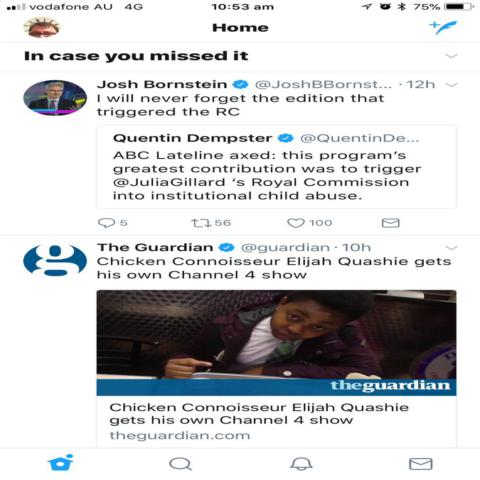 vodafone AU 4G 10:53 am 75%
Home
In case you missed it
Josh Bornstein @JoshBBornst... · 12h
I will never forget the edition that
triggered the RC
Quentin Dempster @QuentinDe...
ABC Lateline axed: this program's
greatest contribution was to trigger
@JuliaGillard 's Royal Commission
into institutional child abuse.
5 56 100
The Guardian @guardian · 10h
Chicken Connoisseur Elijah Quashie gets
his own Channel 4 show
theguardian
Chicken Connoisseur Elijah Quashie
gets his own Channel 4 show
theguardian.com